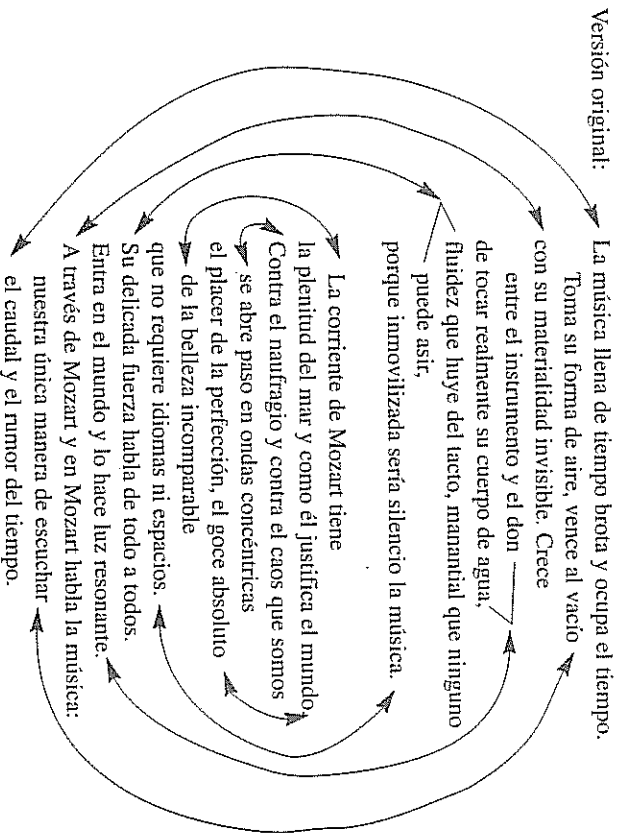 Versión original:
La música llena de tiempo brota y ocupa el tiempo.
Toma su forma de aire, vence al vacío
con su materialidad invisible. Crece
entre el instrumento y el don
de tocar realmente su cuerpo de agua,
fluidez que huye del tacto, manantial que ninguno
puede asir,
porque inmovilizada sería silencio la música.
La corriente de Mozart tiene
la plenitud del mar y como él justifica el mundo.
Contra el naufragio y contra el caos que somos
se abre paso en ondas concéntricas
el placer de la perfección, el goce absoluto
de la belleza incomparable
que no requiere idiomas ni espacios.
Su delicada fuerza habla de todo a todos.
Entra en el mundo y lo hace luz resonante.
A través de Mozart y en Mozart habla la música:
nuestra única manera de escuchar
el caudal y el rumor del tiempo.